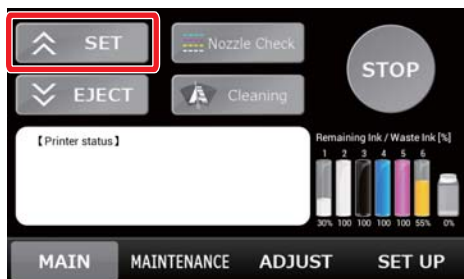 SET
Nozzle Check
STOP
EJECT
Cleaning
【Printer status】
Remaining Ink / Waste Ink [%]
1 2 3 4 5 6
30% 100 100 100 100 55% 0%
MAIN MAINTENANCE ADJUST SET UP